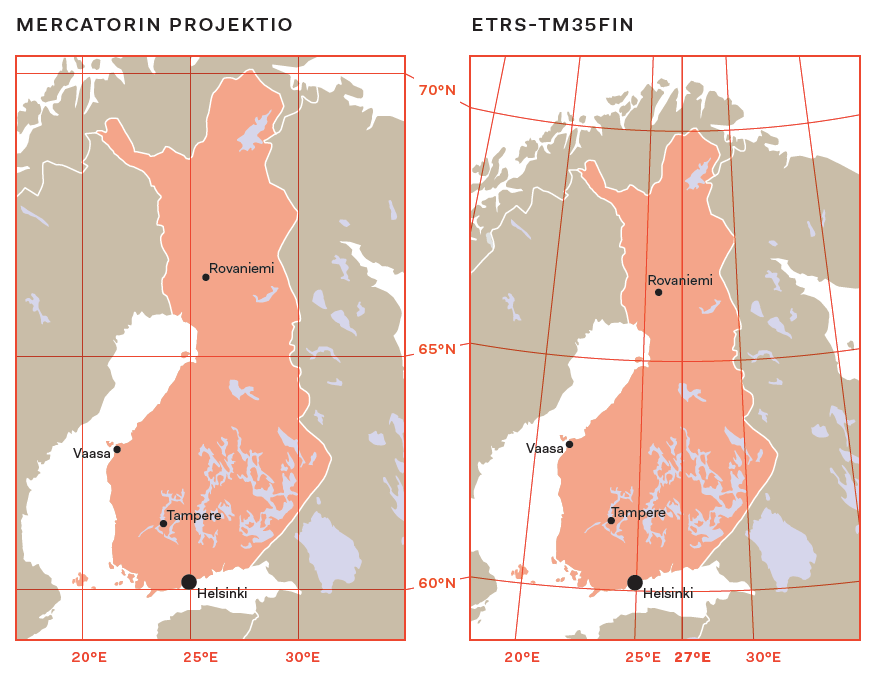 MERCATORIN PROJEKTIO
Rovaniemi
Vaasa
Tampere
Helsinki
20°E 25°E 30°E
70°N
65°N
60°N
ETRS-TM35FIN
Rovaniemi
Vaasa
Tampere
Helsinki
20°E 25°E 27°E 30°E